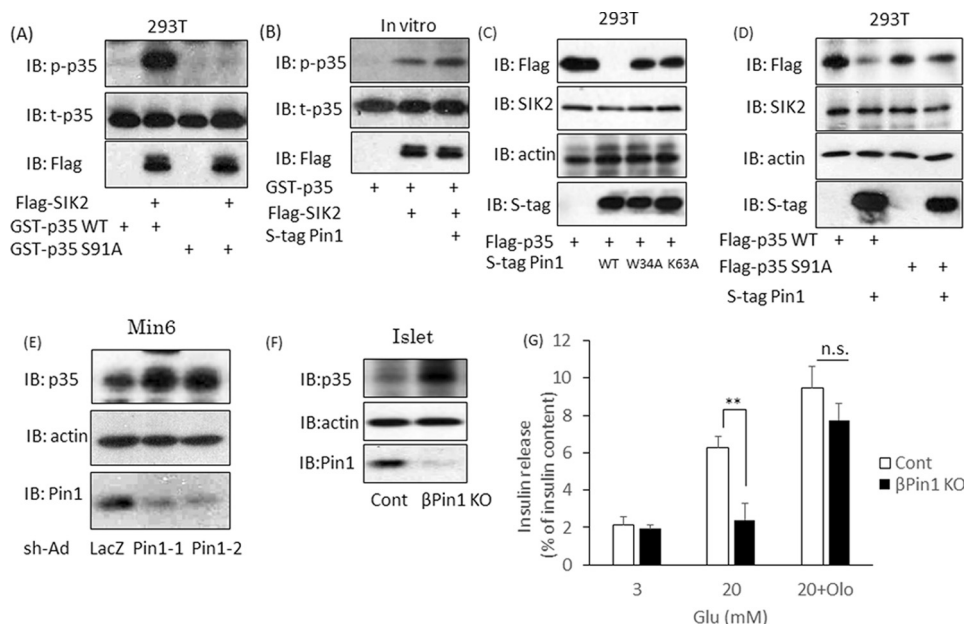 (A)
293T
IB: p-p35
IB: t-p35
IB: Flag
Flag-SIK2 + +
GST-p35 WT + +
GST-p35 S91A + +
(B)
In vitro
IB: p-p35
IB: t-p35
IB: Flag
GST-p35 + + +
Flag-SIK2 + +
S-tag Pin1 +
(C)
293T
IB: Flag
IB: SIK2
IB: actin
IB: S-tag
Flag-p35 + + + +
S-tag Pin1 WT W34A K63A
(D)
293T
IB: Flag
IB: SIK2
IB: actin
IB: S-tag
Flag-p35 WT + +
Flag-p35 S91A + +
S-tag Pin1 + +
(E)
Min6
IB: p35
IB: actin
IB: Pin1
sh-Ad LacZ Pin1-1 Pin1-2
(F)
Islet
IB:p35
IB:actin
IB:Pin1
Cont βPin1 KO
(G)
Insulin release
(% of insulin content)
12
10
8
6
4
2
0
**
n.s.
Cont
βPin1 KO
3 20 20+Olo
Glu (mM)